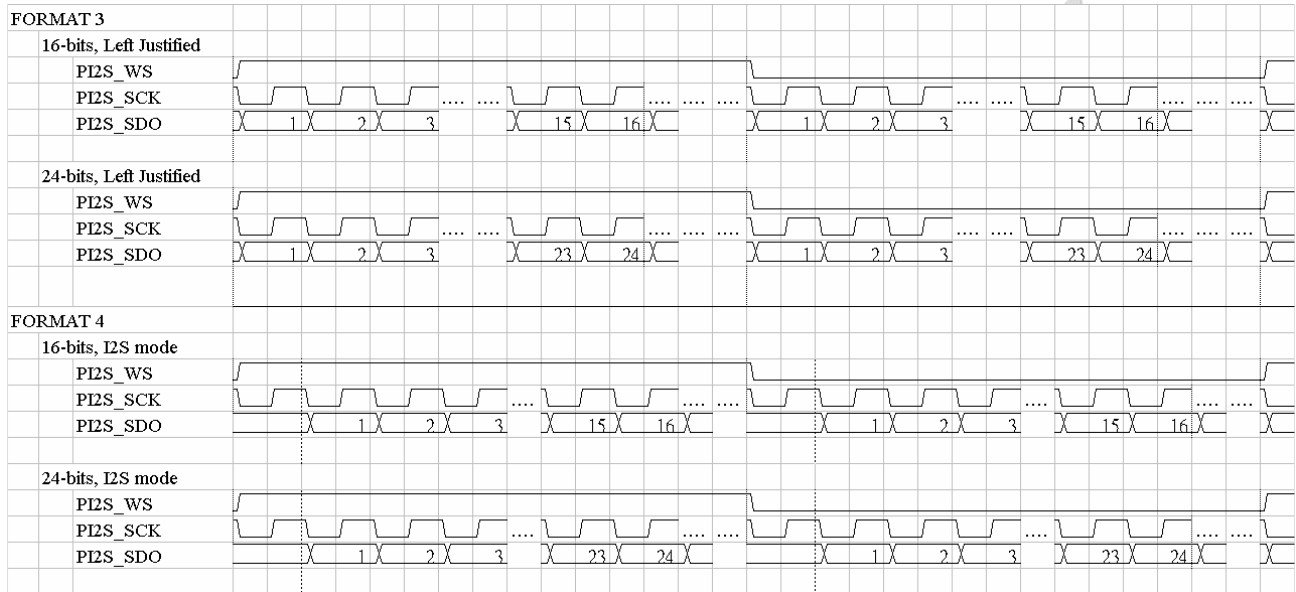 FORMAT 3
16-bits, Left Justified
PI2S_WS
PI2S_SCK .... .... .... .... .... .... .... .... .... ....
PI2S_SDO 1 2 3 15 16 1 2 3 15 16
24-bits, Left Justified
PI2S_WS
PI2S_SCK .... .... .... .... .... .... .... .... .... ....
PI2S_SDO 1 2 3 23 24 1 2 3 23 24
FORMAT 4
16-bits, I2S mode
PI2S_WS
PI2S_SCK .... .... .... .... .... ....
PI2S_SDO 1 2 3 15 16 1 2 3 15 16
24-bits, I2S mode
PI2S_WS
PI2S_SCK .... .... .... .... .... ....
PI2S_SDO 1 2 3 23 24 1 2 3 23 24